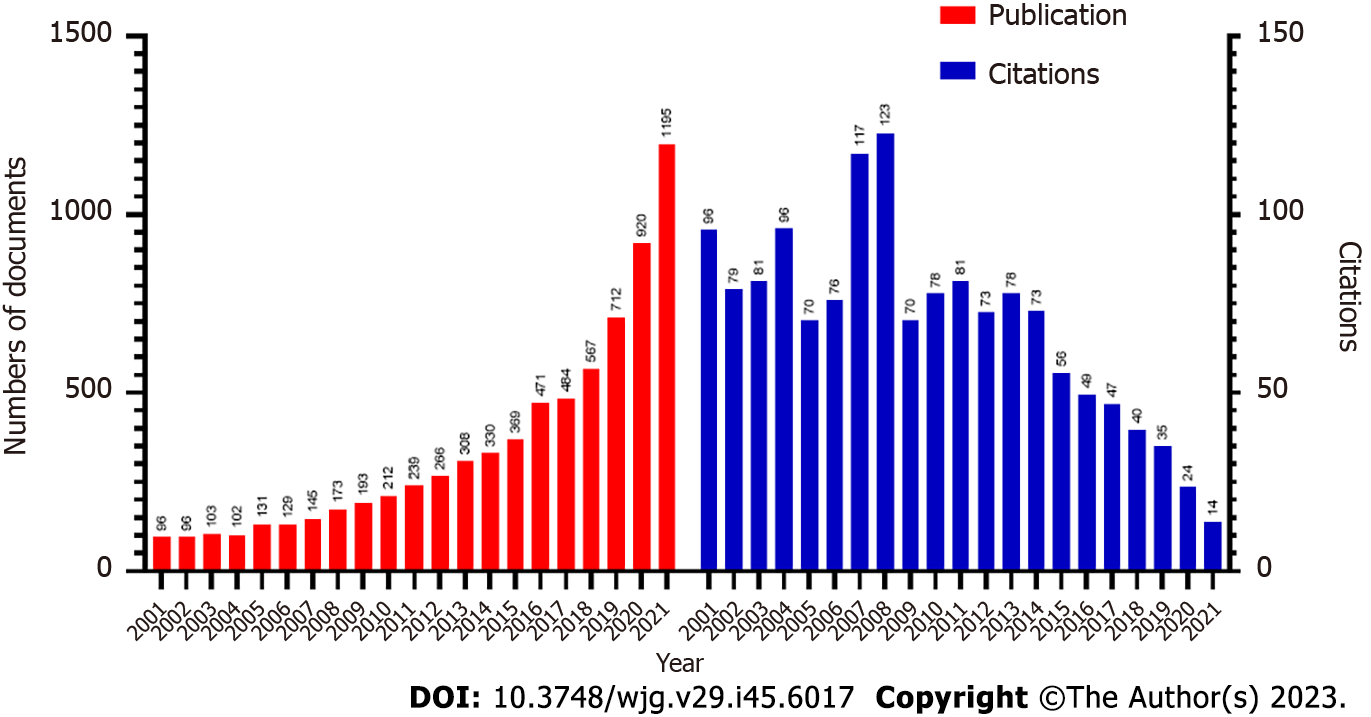 Publication
Citations
1500
1000
500
0
Numbers of documents
150
100
50
0
Citations
96 96 103 102 131 129 145 173 193 212 239 266 308 330 369 471 484 567 712 920 1195
96 79 81 96 70 76 117 123 70 78 81 73 78 73 56 49 47 40 35 24 14
2001 2002 2003 2004 2005 2006 2007 2008 2009 2010 2011 2012 2013 2014 2015 2016 2017 2018 2019 2020 2021
2001 2002 2003 2004 2005 2006 2007 2008 2009 2010 2011 2012 2013 2014 2015 2016 2017 2018 2019 2020 2021
Year
DOI: 10.3748/wjg.v29.i45.6017 Copyright ©The Author(s) 2023.